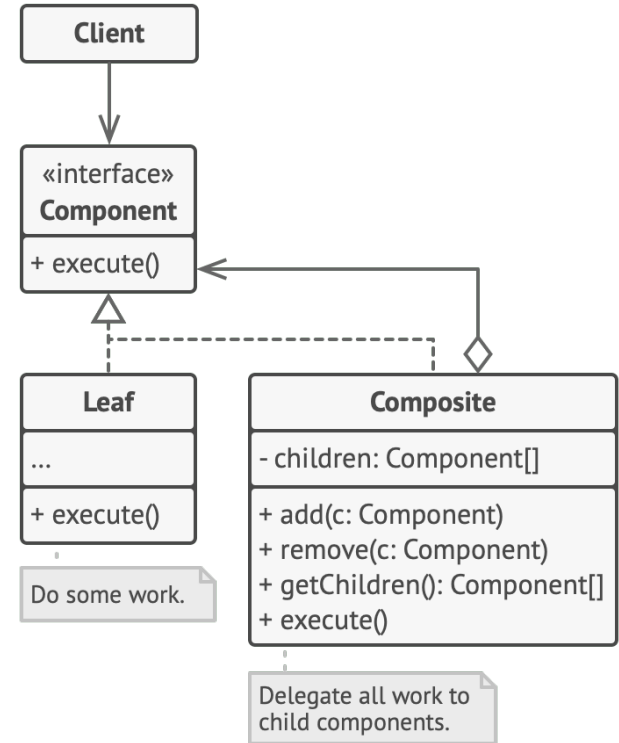 Client
«interface»
Component
+ execute()
Leaf
...
+ execute()
Do some work.
Composite
- children: Component[]
+ add(c: Component)
+ remove(c: Component)
+ getChildren(): Component[]
+ execute()
Delegate all work to
child components.